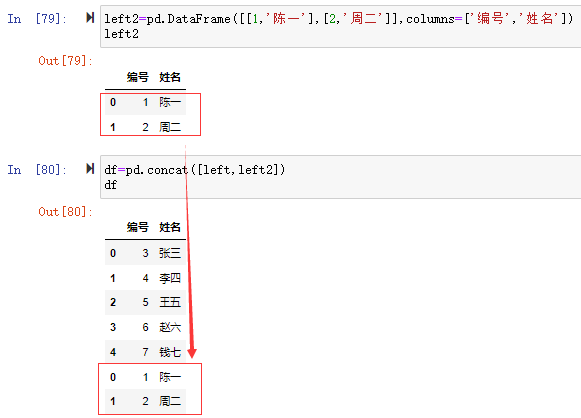 In [79]: left2=pd.DataFrame([[1,'陈一'],[2,'周二']],columns=['编号','姓名'])
left2
Out[79]:
编号 姓名
0 1 陈一
1 2 周二
In [80]: df=pd.concat([left,left2])
df
Out[80]:
编号 姓名
0 3 张三
1 4 李四
2 5 王五
3 6 赵六
4 7 钱七
0 1 陈一
1 2 周二